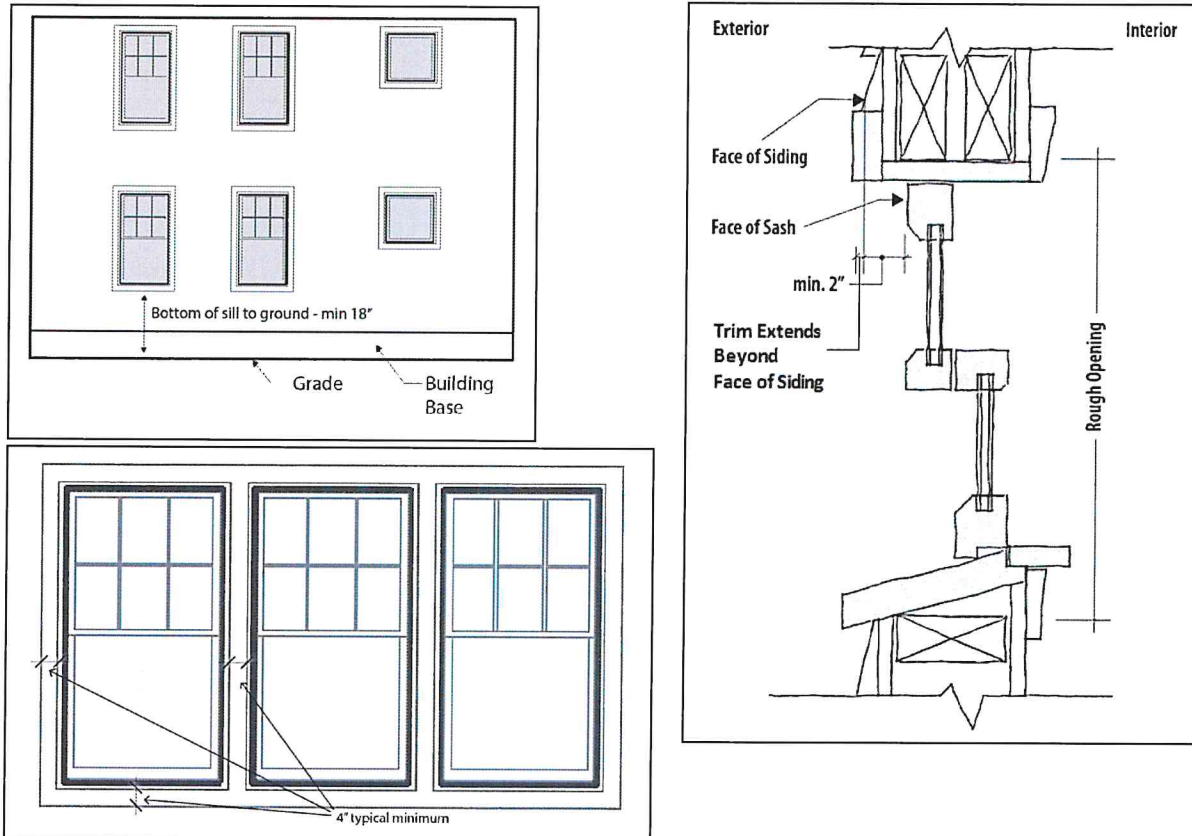 Bottom of sill to ground - min 18"
Grade
Building
Base
4" typical minimum
Exterior
Interior
Face of Siding
Face of Sash
min. 2"
Trim Extends
Beyond
Face of Siding
Rough Opening